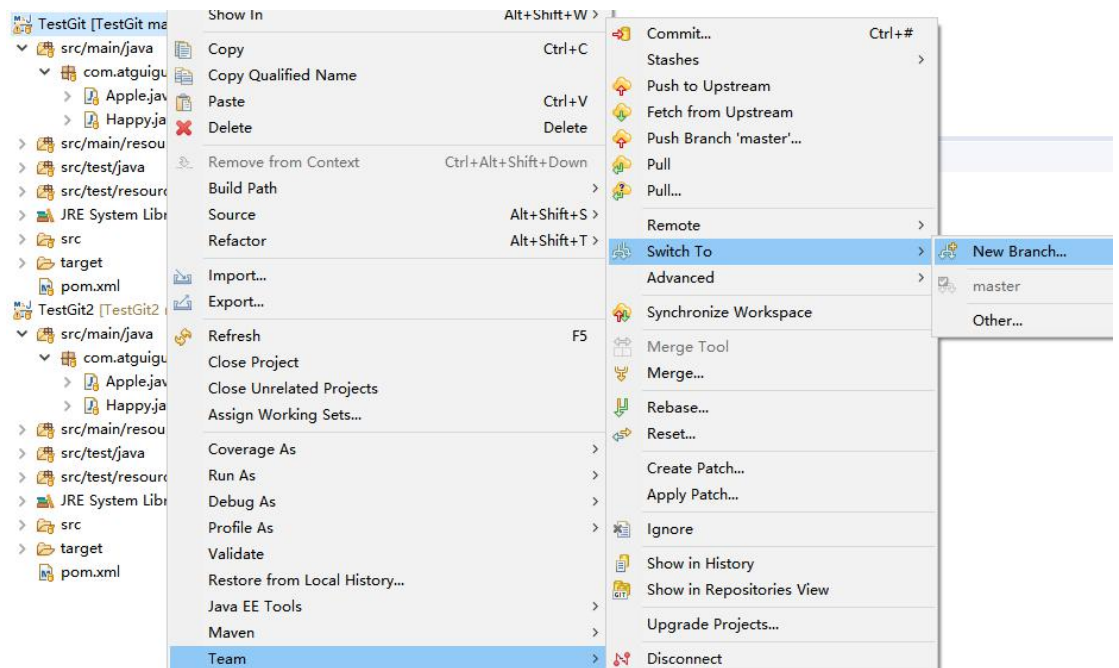 TestGit [TestGit ma
src/main/java
com.atguigu
Apple.jav
Happy.ja
src/main/resou
src/test/java
src/test/resourc
JRE System Libr
src
target
pom.xml
TestGit2 [TestGit2
src/main/java
com.atguigu
Apple.jav
Happy.ja
src/main/resou
src/test/java
src/test/resourc
JRE System Libr
src
target
pom.xml
Show In Alt+Shift+W >
Copy Ctrl+C
Copy Qualified Name
Paste Ctrl+V
Delete Delete
Remove from Context Ctrl+Alt+Shift+Down
Build Path >
Source Alt+Shift+S >
Refactor Alt+Shift+T >
Import...
Export...
Refresh F5
Close Project
Close Unrelated Projects
Assign Working Sets...
Coverage As >
Run As >
Debug As >
Profile As >
Validate
Restore from Local History...
Java EE Tools >
Maven >
Team >
Commit... Ctrl+#
Stashes >
Push to Upstream
Fetch from Upstream
Push Branch 'master'...
Pull
Pull...
Remote >
Switch To >
Advanced >
Synchronize Workspace
Merge Tool
Merge...
Rebase...
Reset...
Create Patch...
Apply Patch...
Ignore
Show in History
Show in Repositories View
Upgrade Projects...
Disconnect
New Branch...
master
Other...